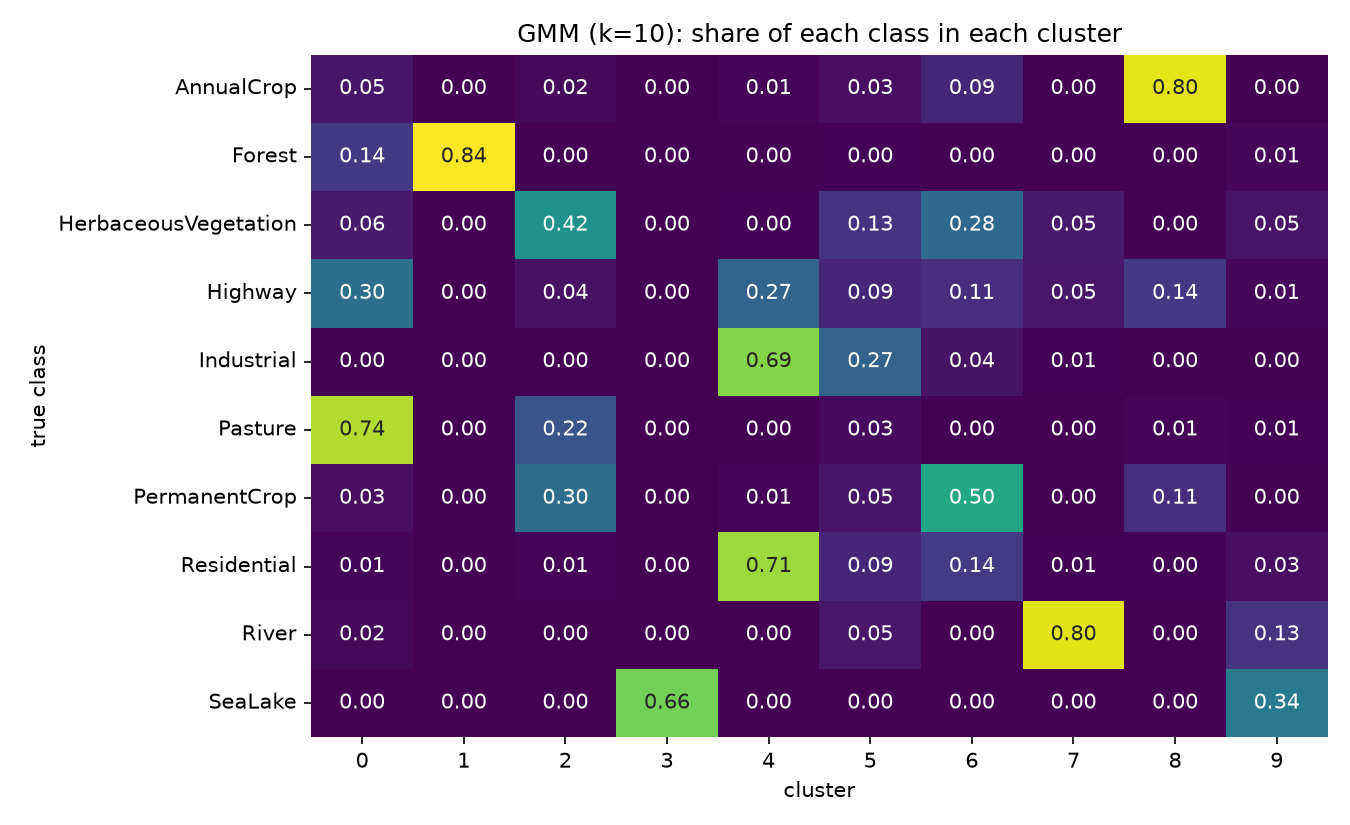 GMM (k=10): share of each class in each cluster
true class
AnnualCrop 0.05 0.00 0.02 0.00 0.01 0.03 0.09 0.00 0.80 0.00
Forest 0.14 0.84 0.00 0.00 0.00 0.00 0.00 0.00 0.00 0.01
HerbaceousVegetation 0.06 0.00 0.42 0.00 0.00 0.13 0.28 0.05 0.00 0.05
Highway 0.30 0.00 0.04 0.00 0.27 0.09 0.11 0.05 0.14 0.01
Industrial 0.00 0.00 0.00 0.00 0.69 0.27 0.04 0.01 0.00 0.00
Pasture 0.74 0.00 0.22 0.00 0.00 0.03 0.00 0.00 0.01 0.01
PermanentCrop 0.03 0.00 0.30 0.00 0.01 0.05 0.50 0.00 0.11 0.00
Residential 0.01 0.00 0.01 0.00 0.71 0.09 0.14 0.01 0.00 0.03
River 0.02 0.00 0.00 0.00 0.00 0.05 0.00 0.80 0.00 0.13
SeaLake 0.00 0.00 0.00 0.66 0.00 0.00 0.00 0.00 0.00 0.34
0 1 2 3 4 5 6 7 8 9
cluster